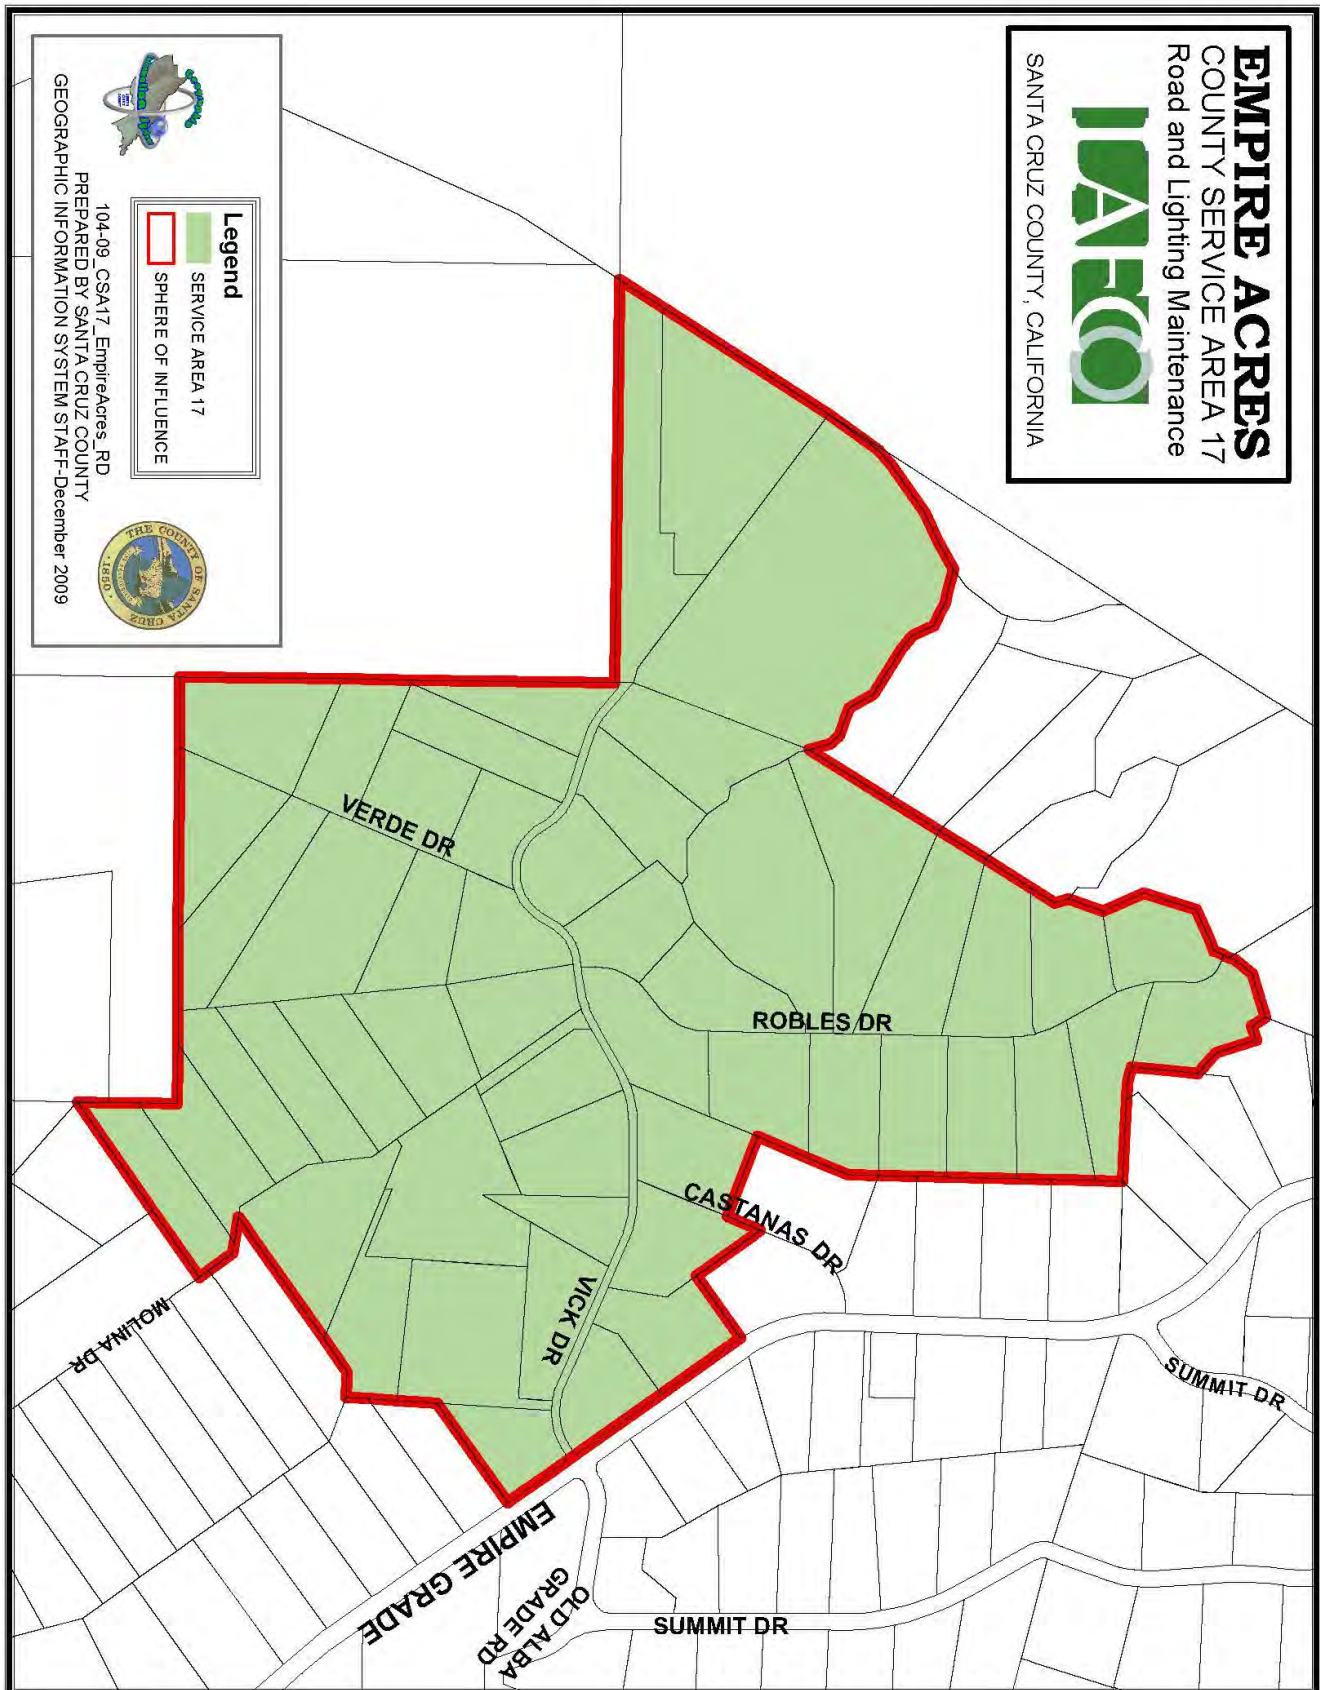 EMPIRE ACRES
COUNTY SERVICE AREA 17
Road and Lighting Maintenance
LAFCO
SANTA CRUZ COUNTY, CALIFORNIA
VERDE DR
ROBLES DR
CASTANAS DR
VICK DR
MOLINA DR
SUMMIT DR
EMPIRE GRADE
OLD ALBA
GRADE RD
SUMMIT DR
Legend
SERVICE AREA 17
SPHERE OF INFLUENCE
104-09_CSA17_EmpireAcres_RD
PREPARED BY SANTA CRUZ COUNTY
GEOGRAPHIC INFORMATION SYSTEM STAFF-December 2009
THE COUNTY OF SANTA CRUZ
1850